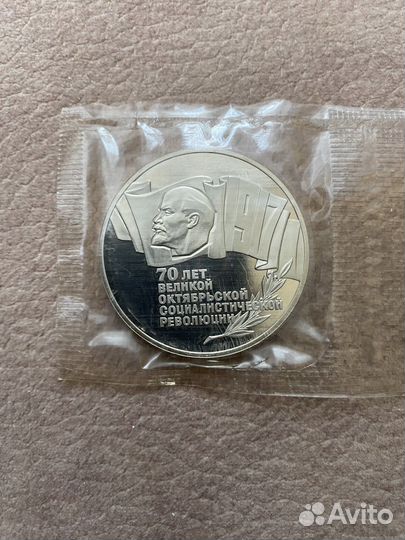 1917
70 ЛЕТ
ВЕЛИКОЙ
ОКТЯБРЬСКОЙ
СОЦИАЛИСТИЧЕСКОЙ
РЕВОЛЮЦИИ
Avito